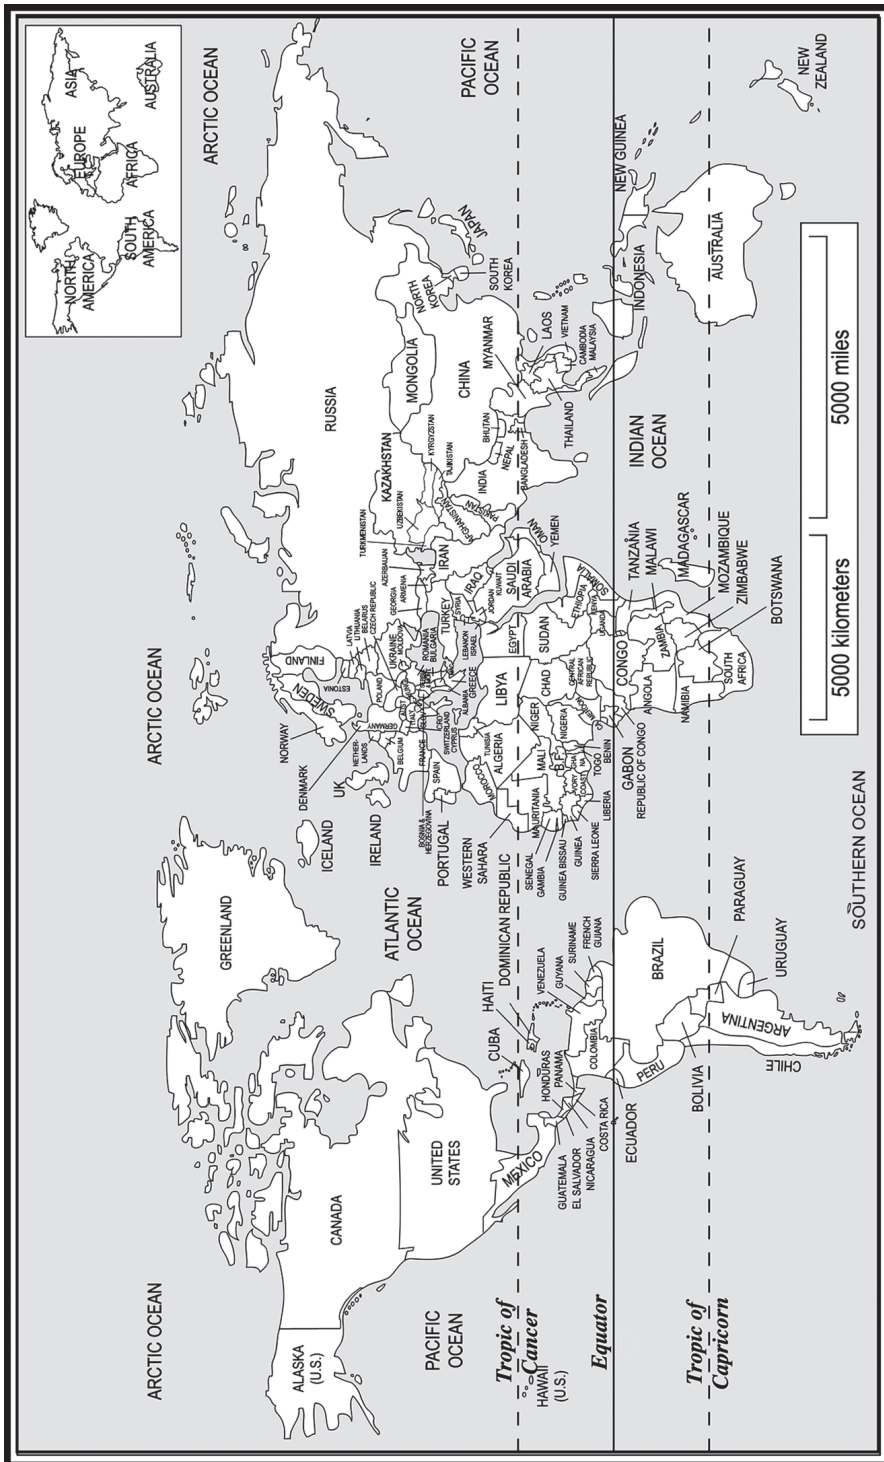 ARCTIC OCEAN
ARCTIC OCEAN
ARCTIC OCEAN
NORTH
AMERICA
SOUTH
AMERICA
EUROPE
ASIA
AFRICA
AUSTRALIA
ALASKA
(U.S.)
CANADA
GREENLAND
ICELAND
UNITED
STATES
PACIFIC
OCEAN
ATLANTIC
OCEAN
PACIFIC
OCEAN
Tropic of
Cancer
HAWAII
(U.S.)
Equator
Tropic of
Capricorn
MEXICO
CUBA
HAITI
DOMINICAN REPUBLIC
HONDURAS
PANAMA
GUATEMALA
EL SALVADOR
NICARAGUA
COSTA RICA
VENEZUELA
GUYANA
SURINAME
FRENCH
GUIANA
COLOMBIA
ECUADOR
PERU
BRAZIL
BOLIVIA
PARAGUAY
URUGUAY
ARGENTINA
CHILE
NORWAY
SWEDEN
FINLAND
DENMARK
UK
IRELAND
NETHER-
LANDS
BELGIUM
GERMANY
FRANCE
SPAIN
PORTUGAL
BOSNIA &
HERZEGOVINA
SWITZERLAND
CYPRUS
ESTONIA
LATVIA
LITHUANIA
BELARUS
CZECH REPUBLIC
POLAND
UKRAINE
MOLDOVA
ROMANIA
BULGARIA
ALBANIA
GREECE
ITALY
RUSSIA
GEORGIA
ARMENIA
AZERBAIJAN
TURKMENISTAN
UZBEKISTAN
KAZAKHSTAN
KYRGYZSTAN
TAJIKISTAN
MONGOLIA
CHINA
NORTH
KOREA
SOUTH
KOREA
JAPAN
TURKEY
SYRIA
LEBANON
ISRAEL
JORDAN
KUWAIT
IRAQ
IRAN
AFGHANISTAN
PAKISTAN
INDIA
NEPAL
BHUTAN
BANGLADESH
MYANMAR
LAOS
VIETNAM
CAMBODIA
MALAYSIA
THAILAND
SAUDI
ARABIA
OMAN
YEMEN
WESTERN
SAHARA
MOROCCO
ALGERIA
TUNISIA
LIBYA
EGYPT
MAURITANIA
MALI
NIGER
CHAD
SUDAN
ETHIOPIA
SOMALIA
SENEGAL
GAMBIA
GUINEA BISSAU
GUINEA
SIERRA LEONE
LIBERIA
IVORY
COAST
B.F.
GHA
NA
TOGO
BENIN
NIGERIA
CENTRAL
AFRICAN
REPUBLIC
UGANDA
KENYA
GABON
REPUBLIC OF CONGO
CONGO
TANZANIA
MALAWI
ANGOLA
ZAMBIA
NAMIBIA
MADAGASCAR
MOZAMBIQUE
ZIMBABWE
BOTSWANA
SOUTH
AFRICA
INDIAN
OCEAN
INDONESIA
NEW GUINEA
AUSTRALIA
NEW
ZEALAND
SOUTHERN OCEAN
5000 kilometers
5000 miles